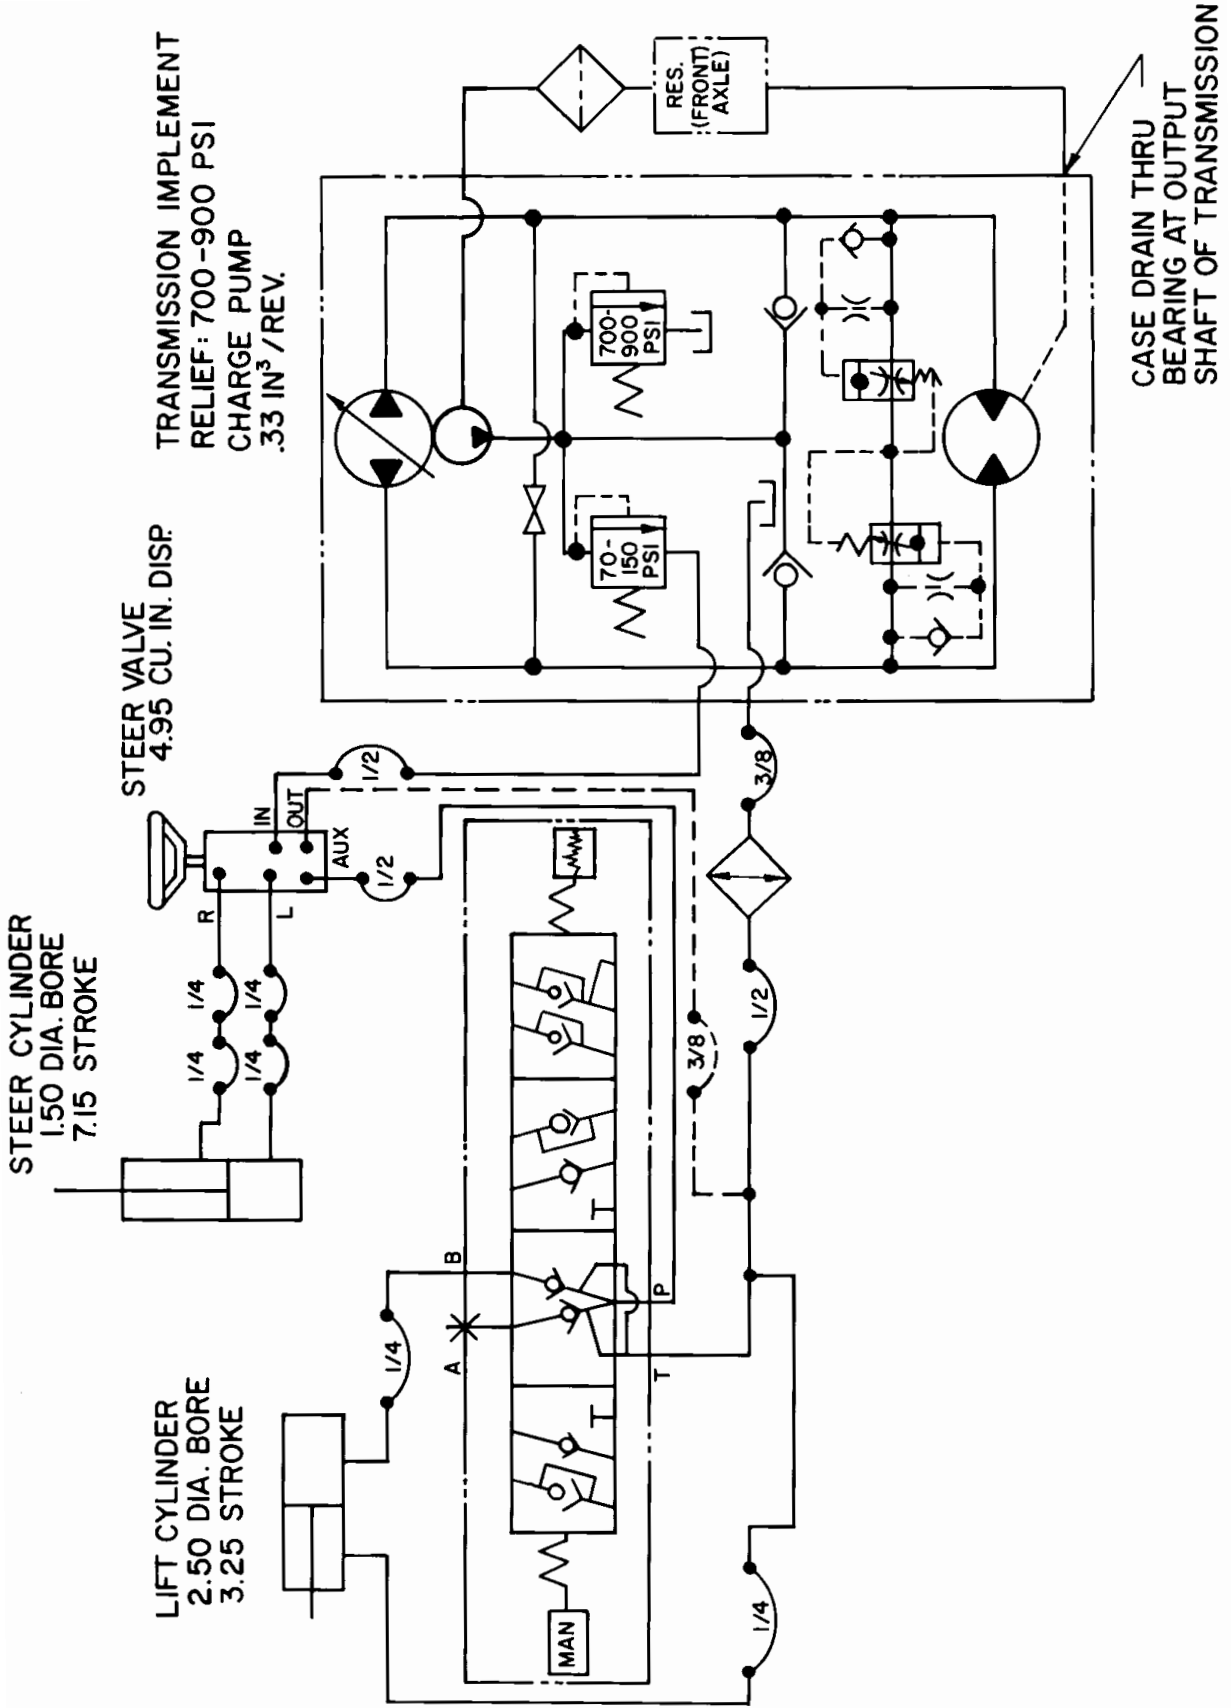 STEER CYLINDER
1.50 DIA. BORE
7.15 STROKE
STEER VALVE
4.95 CU. IN. DISP.
TRANSMISSION IMPLEMENT
RELIEF: 700-900 PSI
CHARGE PUMP
.33 IN³/REV.
LIFT CYLINDER
2.50 DIA. BORE
3.25 STROKE
1/4
1/4
1/4
1/4
R
L
IN
OUT
AUX
1/2
1/2
1/4
A
B
MAN
T
T
T
P
3/8
1/2
3/8
1/4
70-
150
PSI
700-
900
PSI
RES.
(FRONT)
AXLE)
CASE DRAIN THRU
BEARING AT OUTPUT
SHAFT OF TRANSMISSION